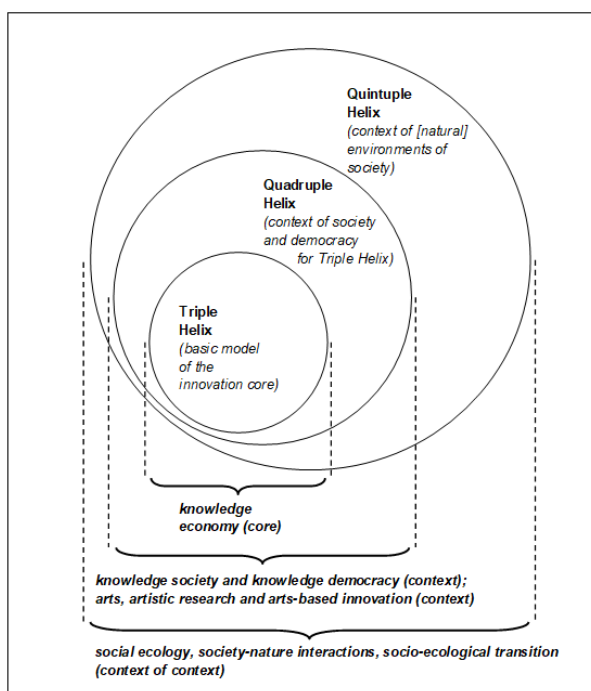 Quintuple
Helix
(context of [natural]
environments of
society)
Quadruple
Helix
(context of society
and democracy
for Triple Helix)
Triple
Helix
(basic model
of the
innovation core)
knowledge
economy (core)
knowledge society and knowledge democracy (context);
arts, artistic research and arts-based innovation (context)
social ecology, society-nature interactions, socio-ecological transition
(context of context)